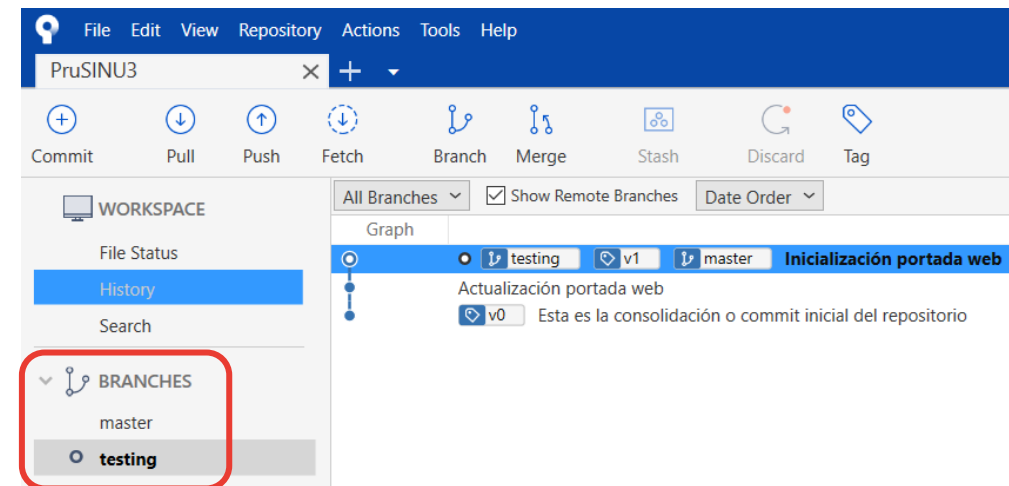 File Edit View Repository Actions Tools Help
PruSINU3
Commit Pull Push Fetch Branch Merge Stash Discard Tag
WORKSPACE
File Status
History
Search
BRANCHES
master
testing
All Branches Show Remote Branches Date Order
Graph
testing v1 master Inicialización portada web
Actualización portada web
v0 Esta es la consolidación o commit inicial del repositorio